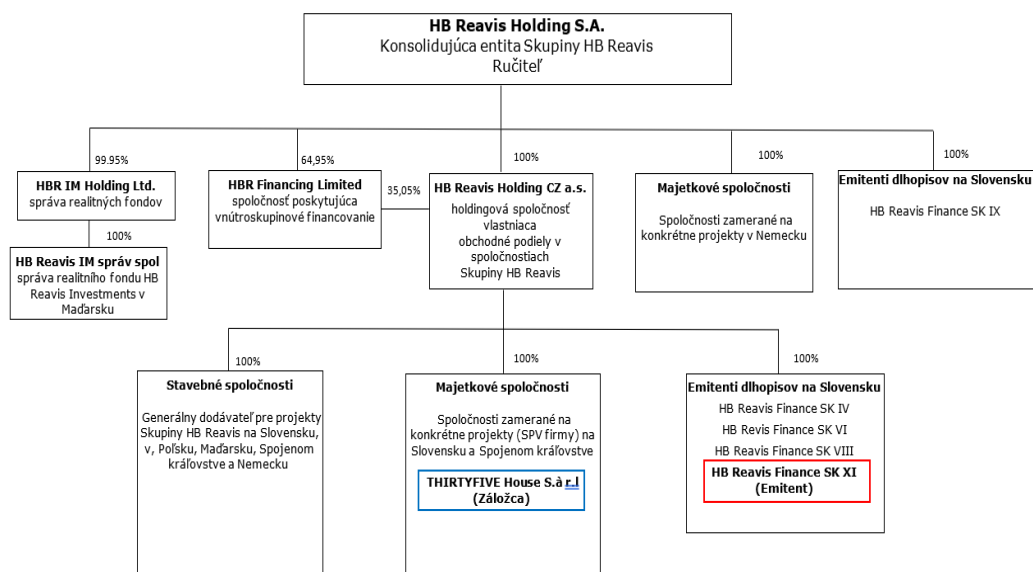 HB Reavis Holding S.A.
Konsolidujúca entita Skupiny HB Reavis
Ručiteľ
99.95%
64,95%
100%
100%
100%
HBR IM Holding Ltd.
správa realitných fondov
HBR Financing Limited
spoločnosť poskytujúca
vnútroskupinové financovanie
35,05%
HB Reavis Holding CZ a.s.
holdingová spoločnosť
vlastniaca
obchodné podiely v
spoločnostiach
Skupiny HB Reavis
Majetkové spoločnosti
Spoločnosti zamerané na
konkrétne projekty v Nemecku
Emitenti dlhopisov na Slovensku
HB Reavis Finance SK IX
100%
HB Reavis IM správ spol
správa realitního fondu HB
Reavis Investments v
Maďarsku
100%
100%
100%
Stavebné spoločnosti
Generálny dodávateľ pre projekty
Skupiny HB Reavis na Slovensku,
v, Poľsku, Maďarsku, Spojenom
kráľovstve a Nemecku
Majetkové spoločnosti
Spoločnosti zamerané na
konkrétne projekty (SPV firmy) na
Slovensku a Spojenom kráľovstve
THIRTYFIVE House S.à r.l
(Záložca)
Emitenti dlhopisov na Slovensku
HB Reavis Finance SK IV
HB Revis Finance SK VI
HB Reavis Finance SK VIII
HB Reavis Finance SK XI
(Emitent)